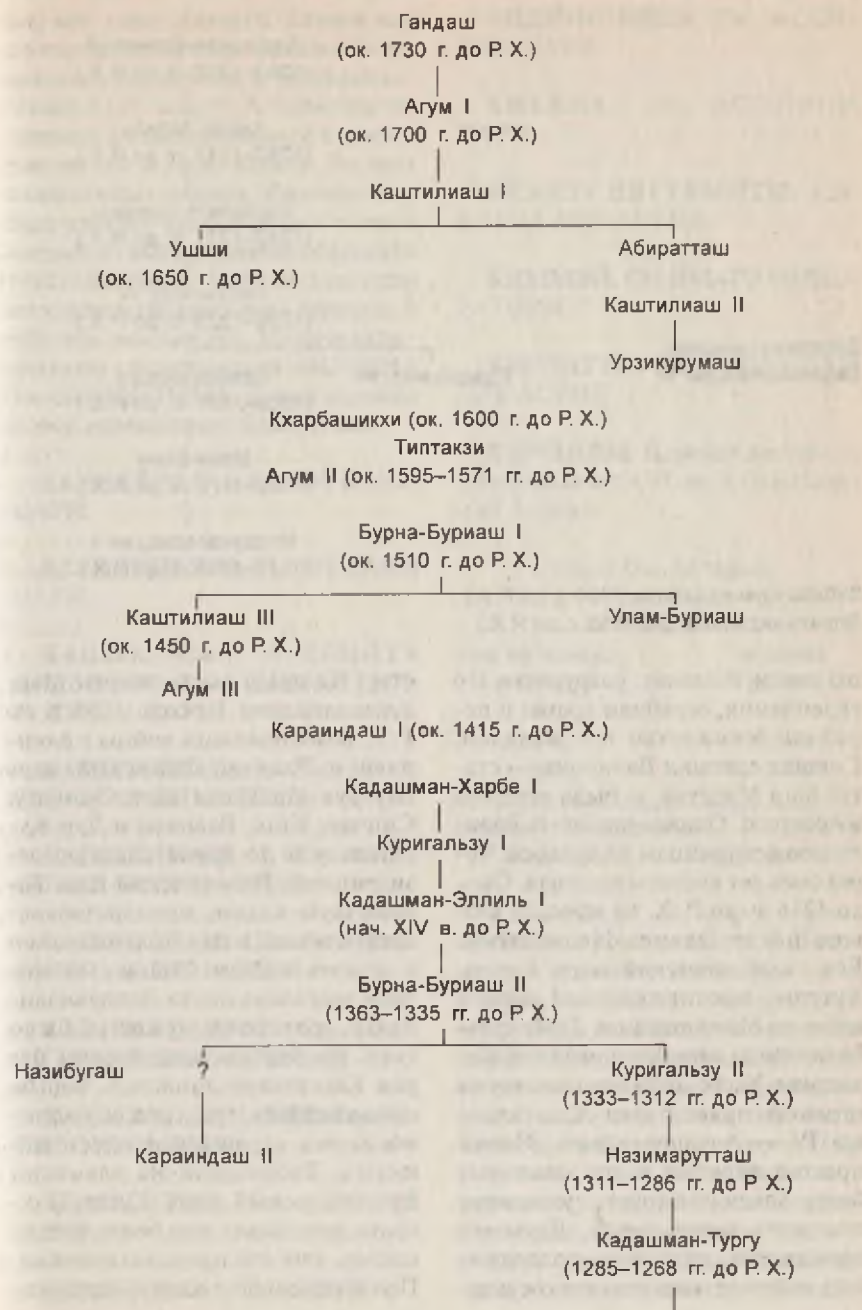 Гандаш
(ок. 1730 г. до Р. Х.)
Агум I
(ок. 1700 г. до Р. Х.)
Каштилиаш I
Ушши
(ок. 1650 г. до Р. Х.)
Абиратташ
Каштилиаш II
Урзикурумаш
Кхарбашикхи (ок. 1600 г. до Р. Х.)
Типтакзи
Агум II (ок. 1595–1571 гг. до Р. Х.)
Бурна-Буриаш I
(ок. 1510 г. до Р. Х.)
Каштилиаш III
(ок. 1450 г. до Р. Х.)
Улам-Буриаш
Агум III
Караиндаш I (ок. 1415 г. до Р. Х.)
Кадашман-Харбе I
Куригальзу I
Кадашман-Эллиль I
(нач. XIV в. до Р. Х.)
Бурна-Буриаш II
(1363–1335 гг. до Р. Х.)
Назибугаш
?
Куригальзу II
(1333–1312 гг. до Р. Х.)
Караиндаш II
Назимарутташ
(1311–1286 гг. до Р. Х.)
Кадашман-Тургу
(1285–1268 гг. до Р. Х.)